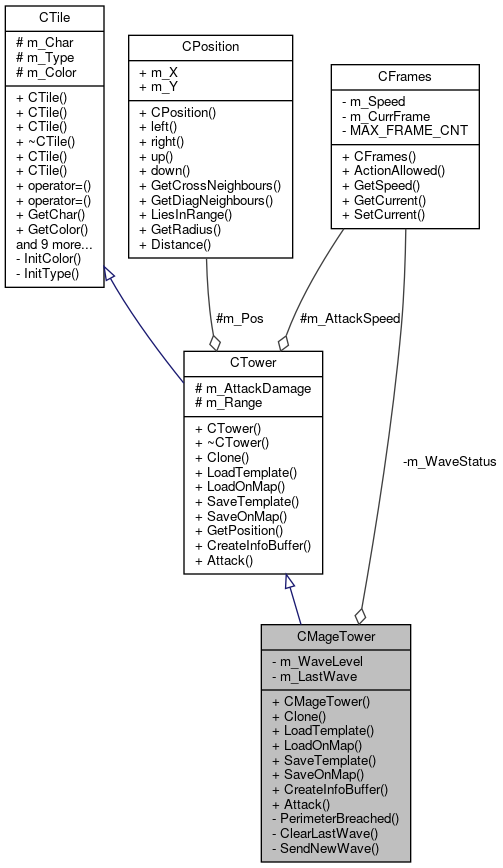 CTile
# m_Char
# m_Type
# m_Color
+ CTile()
+ CTile()
+ CTile()
+ ~CTile()
+ CTile()
+ CTile()
+ operator=()
+ operator=()
+ GetChar()
+ GetColor()
and 9 more...
- InitColor()
- InitType()
CPosition
+ m_X
+ m_Y
+ CPosition()
+ left()
+ right()
+ up()
+ down()
+ GetCrossNeighbours()
+ GetDiagNeighbours()
+ LiesInRange()
+ GetRadius()
+ Distance()
CFrames
- m_Speed
- m_CurrFrame
- MAX_FRAME_CNT
+ CFrames()
+ ActionAllowed()
+ GetSpeed()
+ GetCurrent()
+ SetCurrent()
#m_Pos
#m_AttackSpeed
CTower
# m_AttackDamage
# m_Range
+ CTower()
+ ~CTower()
+ Clone()
+ LoadTemplate()
+ LoadOnMap()
+ SaveTemplate()
+ SaveOnMap()
+ GetPosition()
+ CreateInfoBuffer()
+ Attack()
-m_WaveStatus
CMageTower
- m_WaveLevel
- m_LastWave
+ CMageTower()
+ Clone()
+ LoadTemplate()
+ LoadOnMap()
+ SaveTemplate()
+ SaveOnMap()
+ CreateInfoBuffer()
+ Attack()
- PerimeterBreached()
- ClearLastWave()
- SendNewWave()